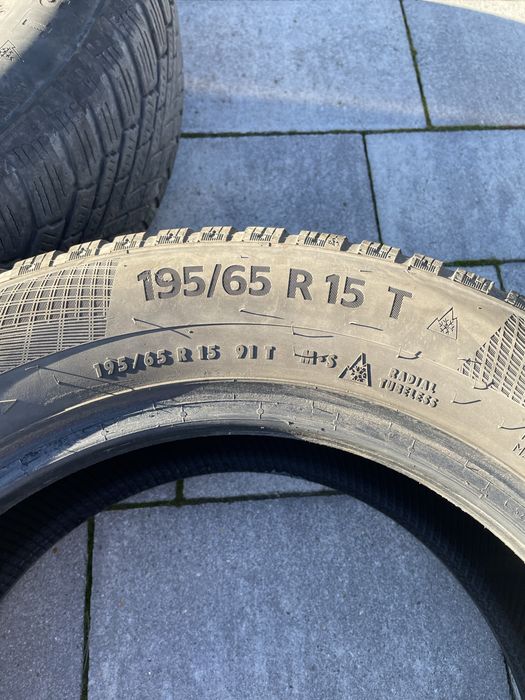 195/65 R 15 T
195/65 R 15 91 T M+S RADIAL
TUBELESS